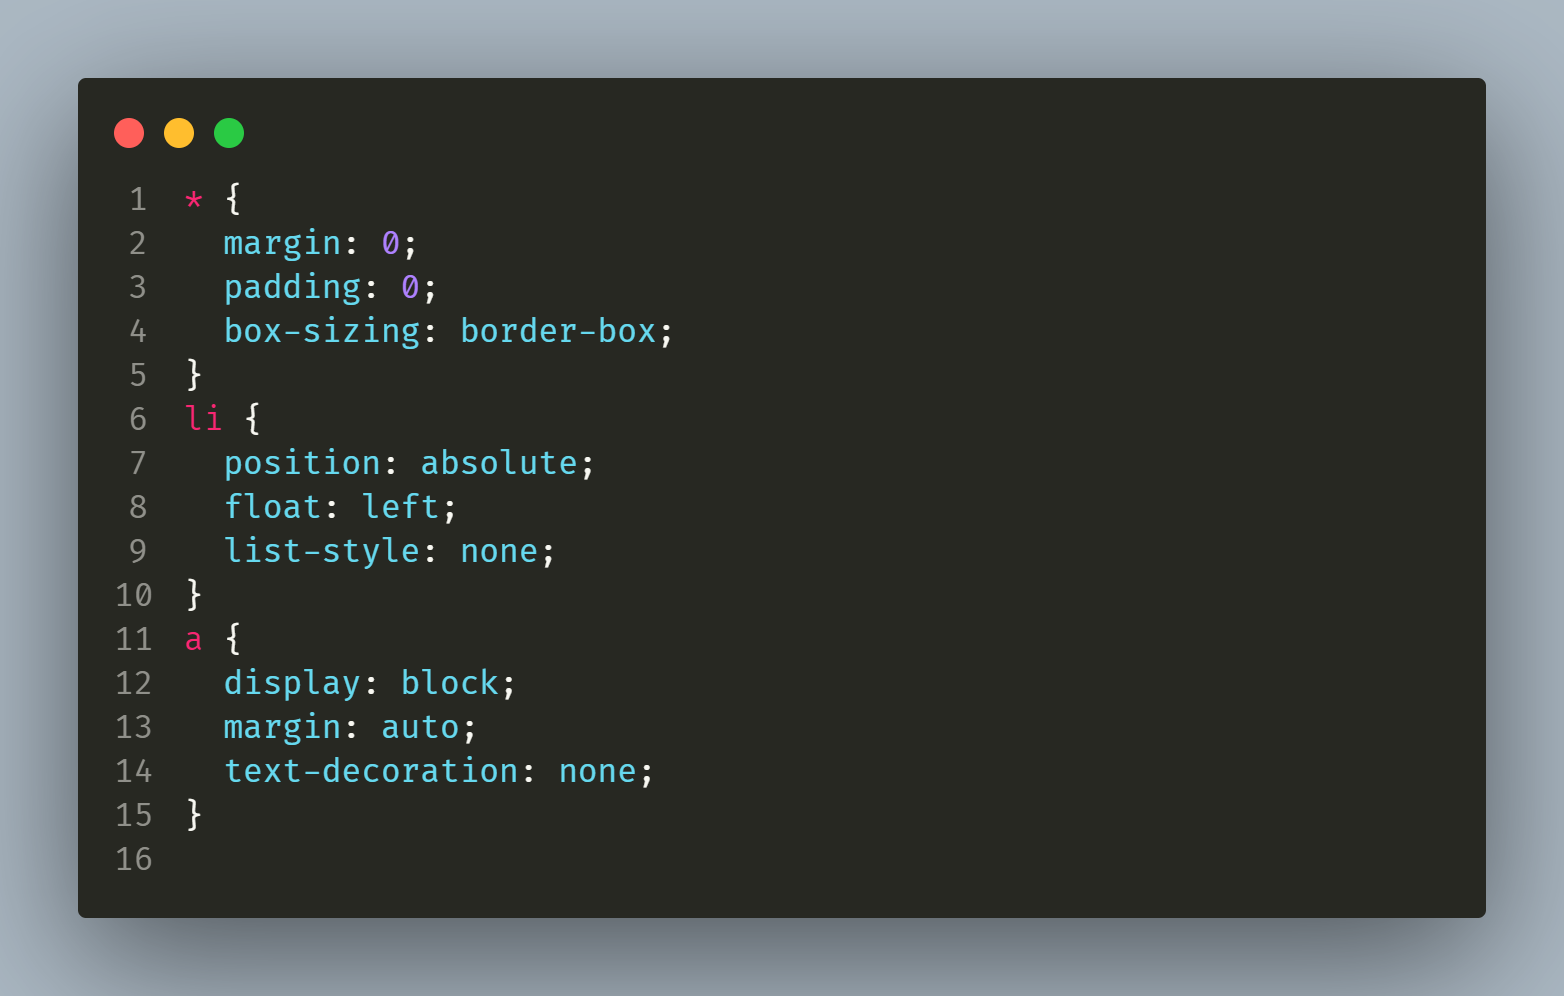 1 * {
2   margin: 0;
3   padding: 0;
4   box-sizing: border-box;
5 }
6 li {
7   position: absolute;
8   float: left;
9   list-style: none;
10 }
11 a {
12   display: block;
13   margin: auto;
14   text-decoration: none;
15 }
16